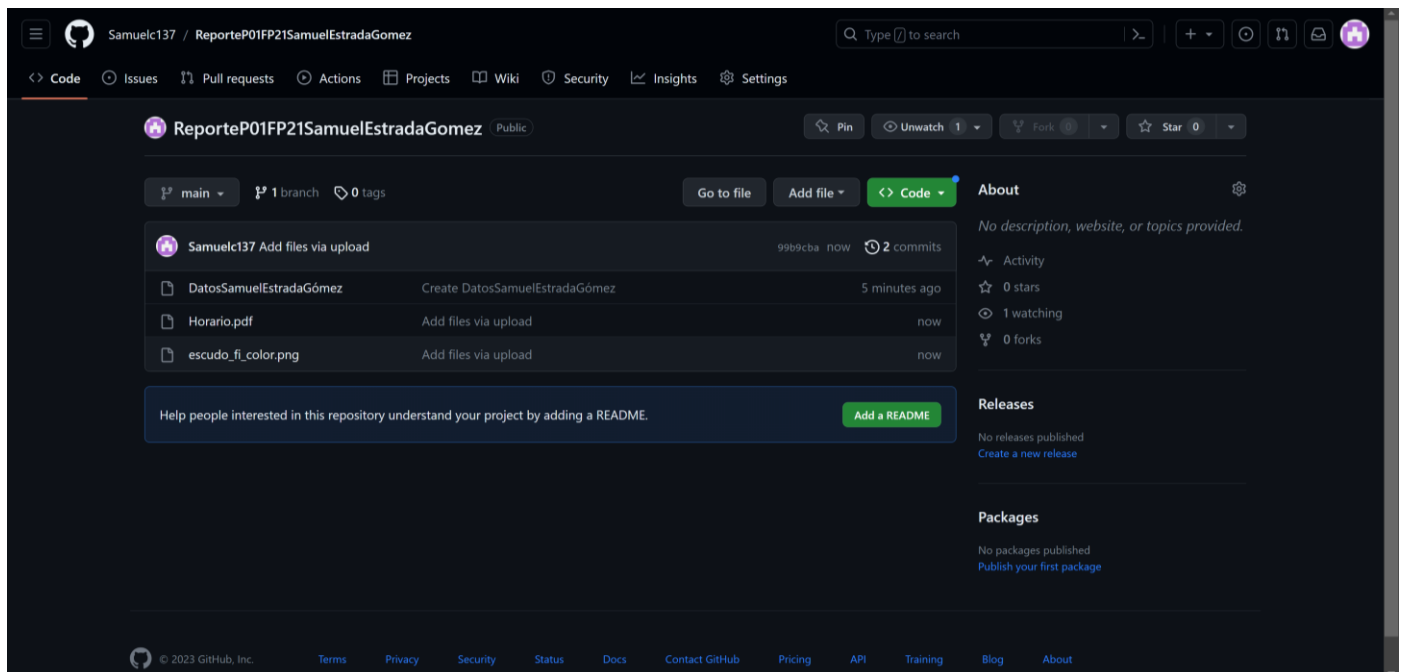 Samuelc137 / ReporteP01FP21SamuelEstradaGomez
Type / to search
Code Issues Pull requests Actions Projects Wiki Security Insights Settings
ReporteP01FP21SamuelEstradaGomez Public
Pin Unwatch 1 Fork 0 Star 0
main 1 branch 0 tags
Go to file Add file Code
Samuelc137 Add files via upload 99b9cba now 2 commits
DatosSamuelEstradaGómez Create DatosSamuelEstradaGómez 5 minutes ago
Horario.pdf Add files via upload now
escudo_fi_color.png Add files via upload now
Help people interested in this repository understand your project by adding a README. Add a README
About
No description, website, or topics provided.
Activity
0 stars
1 watching
0 forks
Releases
No releases published
Create a new release
Packages
No packages published
Publish your first package
© 2023 GitHub, Inc. Terms Privacy Security Status Docs Contact GitHub Pricing API Training Blog About